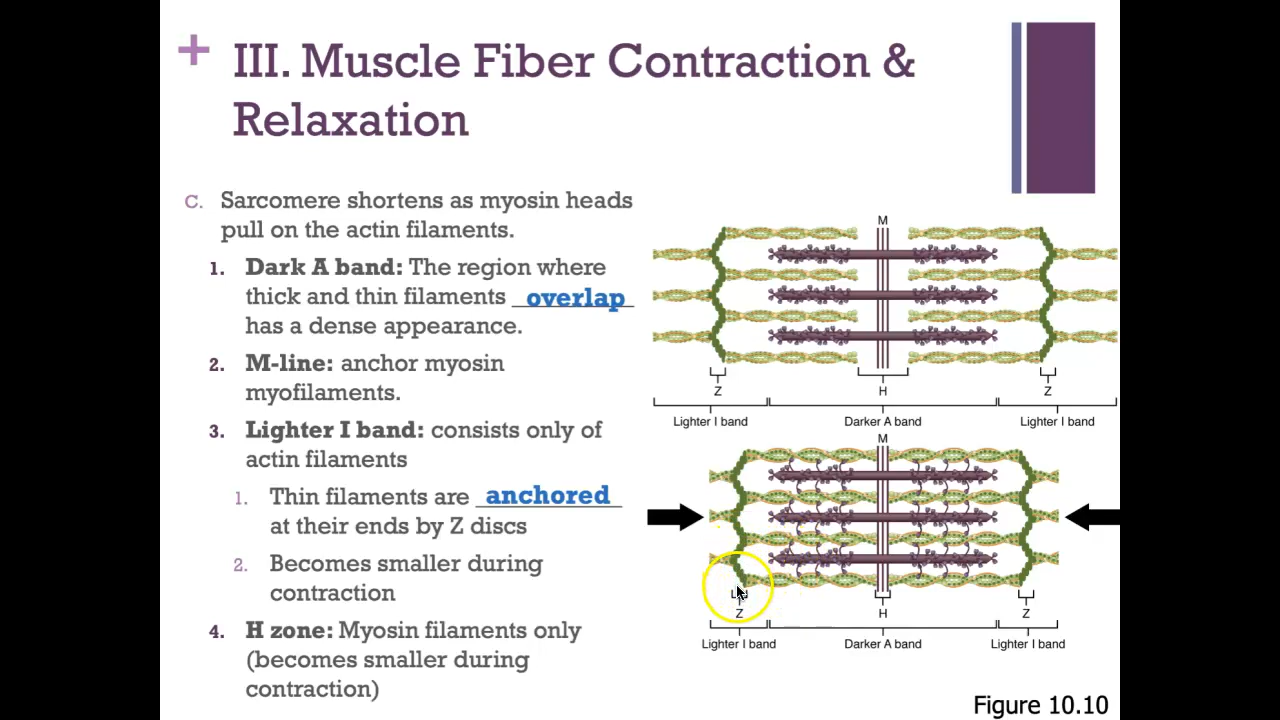 + III. Muscle Fiber Contraction &
Relaxation
C. Sarcomere shortens as myosin heads
pull on the actin filaments.
1. Dark A band: The region where
thick and thin filaments overlap
has a dense appearance.
2. M-line: anchor myosin
myofilaments.
3. Lighter I band: consists only of
actin filaments
1. Thin filaments are anchored
at their ends by Z discs
2. Becomes smaller during
contraction
4. H zone: Myosin filaments only
(becomes smaller during
contraction)
M
Z H Z
Lighter I band Darker A band Lighter I band
M
Z H Z
Lighter I band Darker A band Lighter I band
Figure 10.10